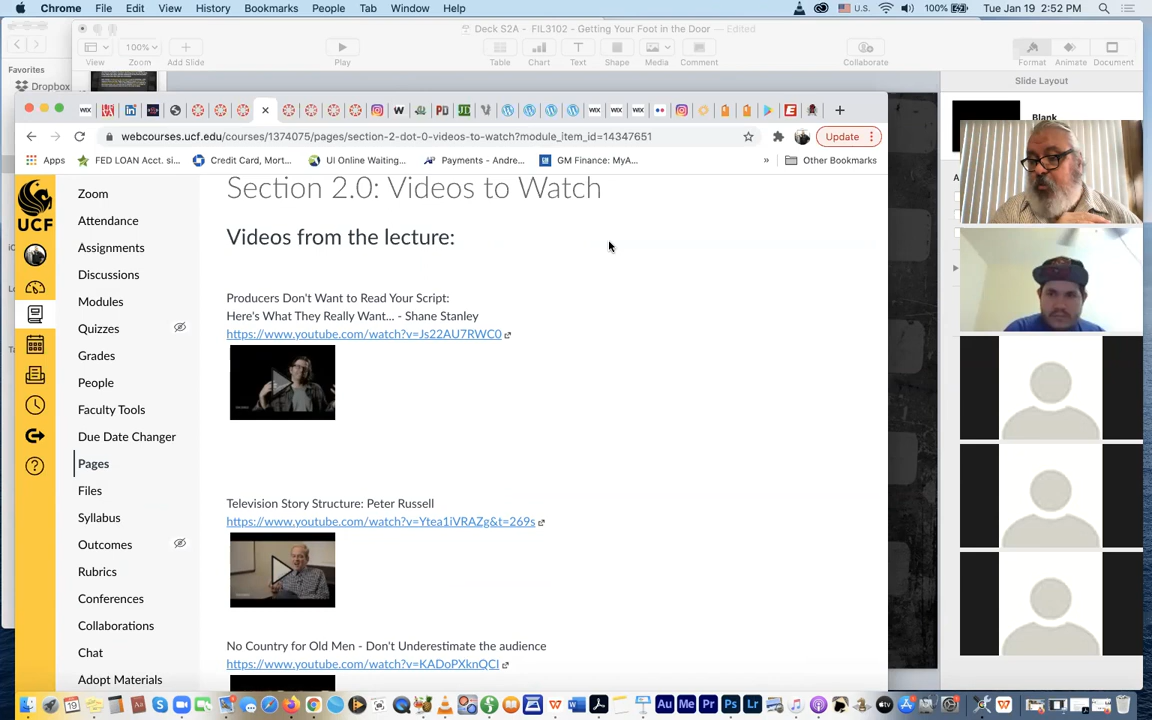 Chrome File Edit View History Bookmarks People Tab Window Help U.S. 100% Tue Jan 19 2:52 PM
Deck S2A - FIL3102 - Getting Your Foot in the Door — Edited
100%
View Zoom Add Slide Play Table Chart Text Shape Media Comment Collaborate Format Animate Document
Favorites
Dropbox
Slide Layout
Blank
webcourses.ucf.edu/courses/1374075/pages/section-2-dot-0-videos-to-watch?module_item_id=14347651
Update
Apps FED LOAN Acct. si... Credit Card, Mort... UI Online Waiting... Payments - Andre... GM Finance: MyA... » Other Bookmarks
UCF
Zoom
Attendance
Assignments
Discussions
Modules
Quizzes
Grades
People
Faculty Tools
Due Date Changer
Pages
Files
Syllabus
Outcomes
Rubrics
Conferences
Collaborations
Chat
Adopt Materials
Section 2.0: Videos to Watch
Videos from the lecture:
Producers Don't Want to Read Your Script:
Here's What They Really Want... - Shane Stanley
https://www.youtube.com/watch?v=Js22AU7RWC0
Television Story Structure: Peter Russell
https://www.youtube.com/watch?v=Ytea1iVRAZg&t=269s
No Country for Old Men - Don't Underestimate the audience
https://www.youtube.com/watch?v=KADoPXknQCI